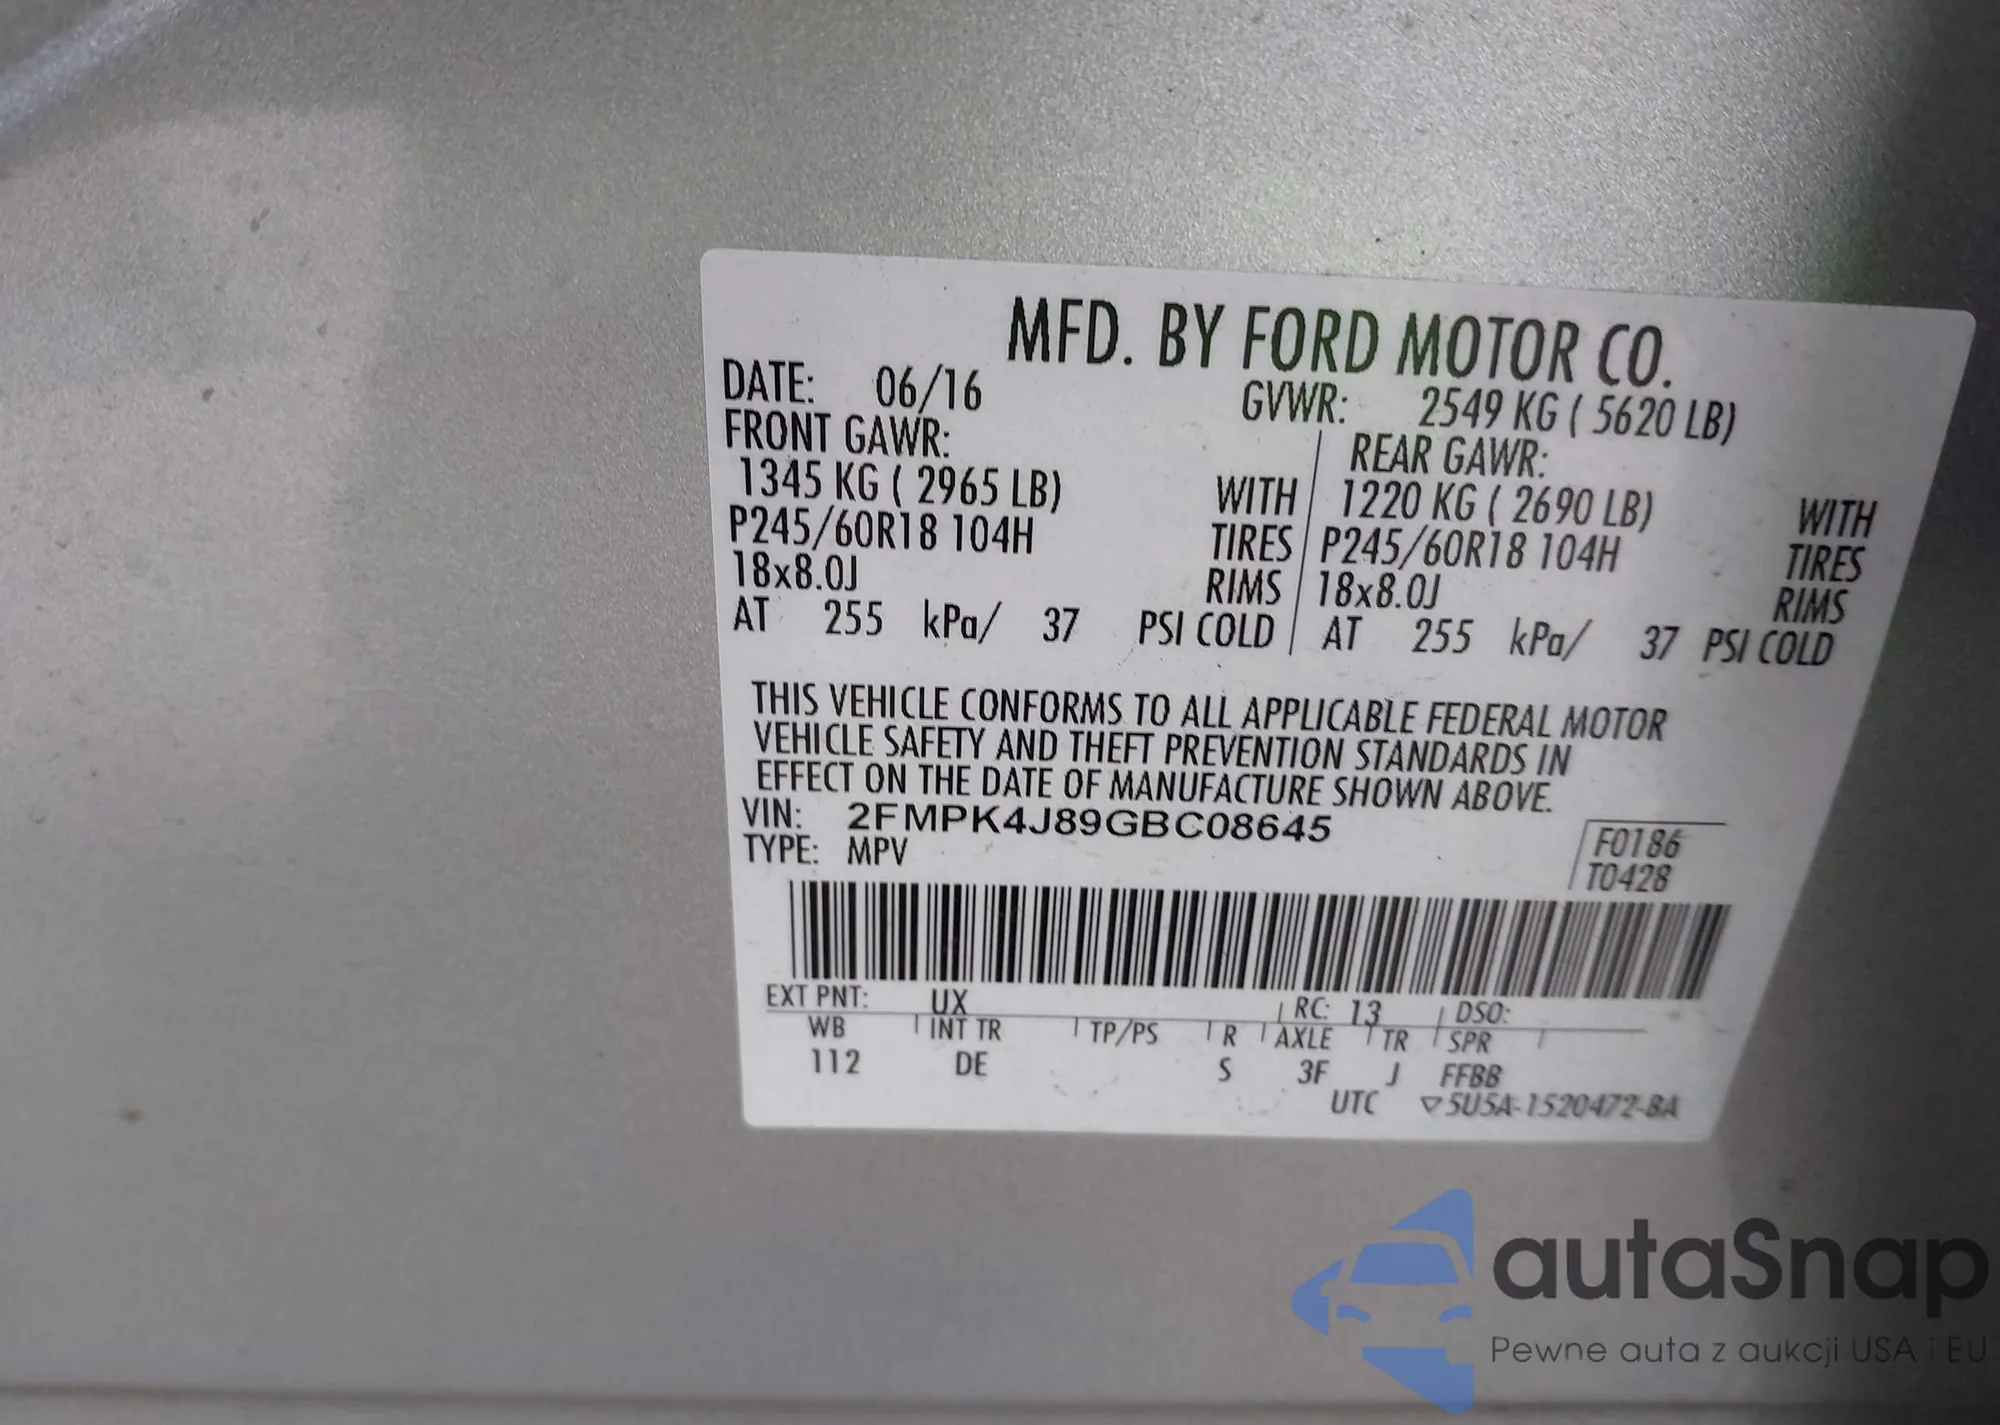 MFD. BY FORD MOTOR CO.
DATE: 06/16 GVWR: 2549 KG ( 5620 LB)
FRONT GAWR: REAR GAWR:
1345 KG ( 2965 LB) WITH 1220 KG ( 2690 LB) WITH
P245/60R18 104H TIRES P245/60R18 104H TIRES
18x8.0J RIMS 18x8.0J RIMS
AT 255 kPa/ 37 PSI COLD AT 255 kPa/ 37 PSI COLD
THIS VEHICLE CONFORMS TO ALL APPLICABLE FEDERAL MOTOR
VEHICLE SAFETY AND THEFT PREVENTION STANDARDS IN
EFFECT ON THE DATE OF MANUFACTURE SHOWN ABOVE.
VIN: 2FMPK4J89GBC08645
TYPE: MPV
F0186
T0428
EXT PNT: UX RC: 13 DSO:
WB INT TR TP/PS R AXLE TR SPR
112 DE S 3F J FFBB
UTC ▽5U5A-1520472-BA
autaSnap
Pewne auta z aukcji USA i EU